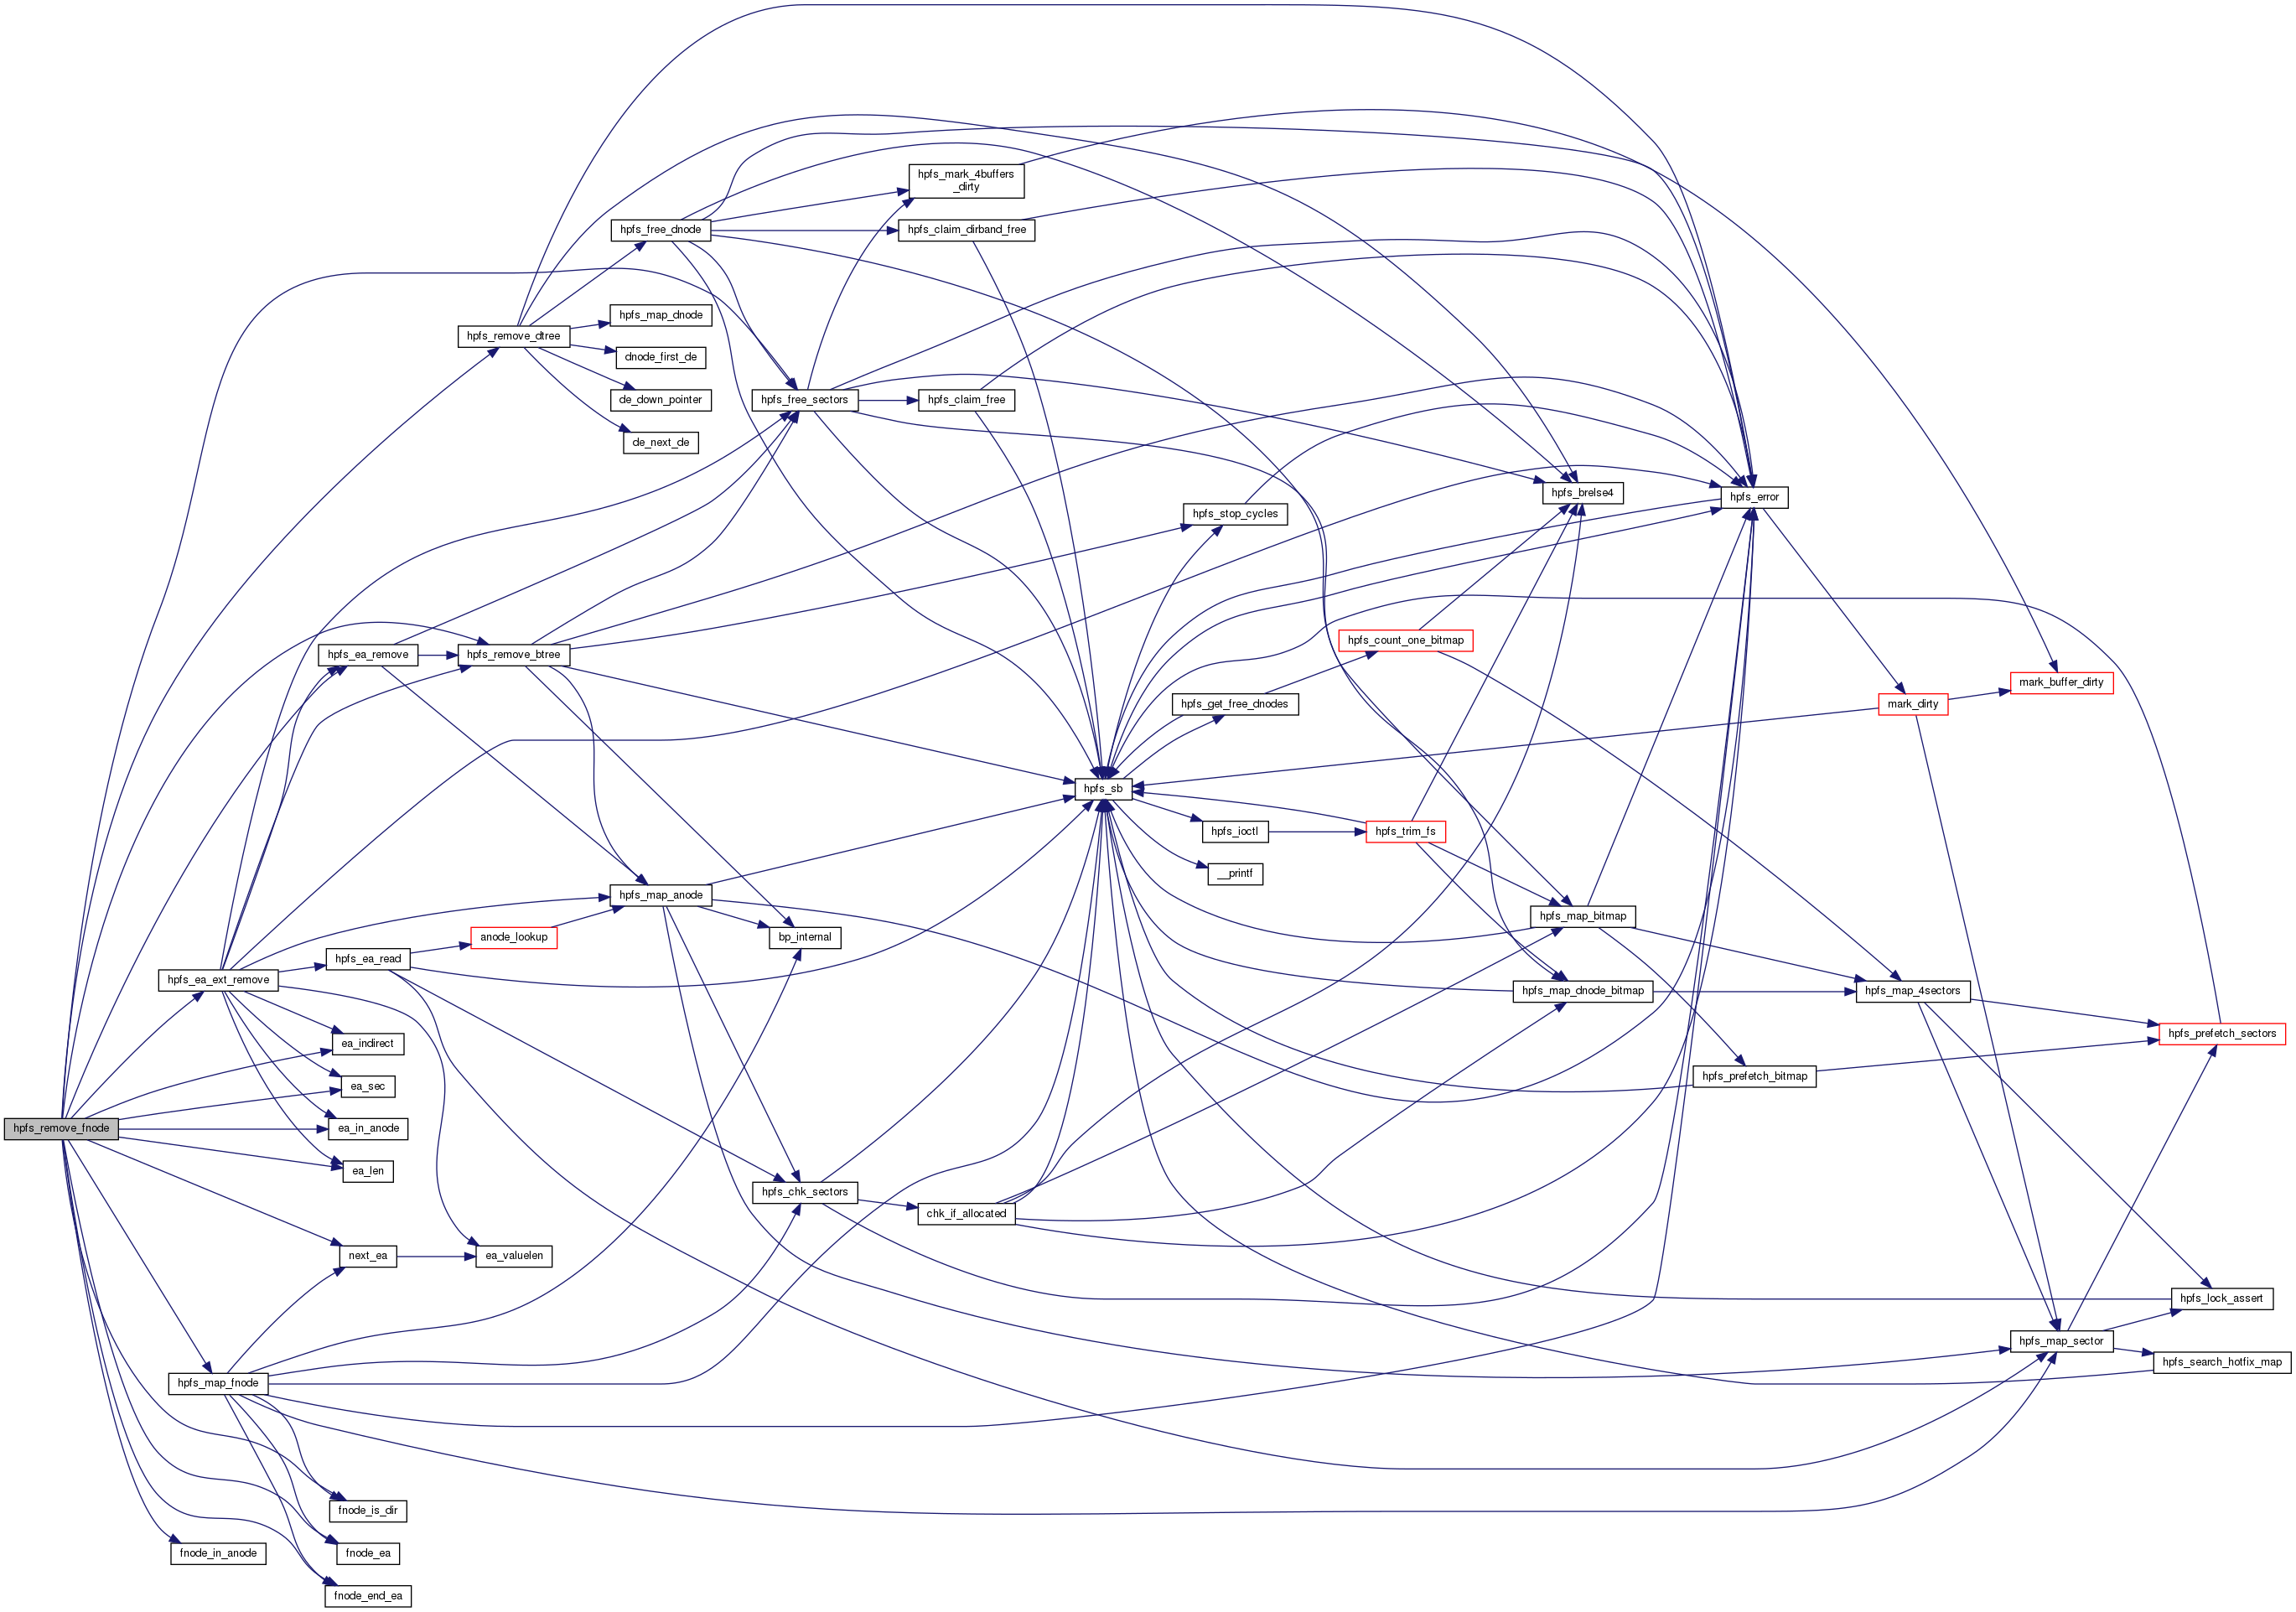 hpfs_mark_4buffers
_dirty
hpfs_free_dnode
hpfs_claim_dirband_free
hpfs_map_dnode
hpfs_remove_dtree
dnode_first_de
de_down_pointer
hpfs_free_sectors
hpfs_claim_free
de_next_de
hpfs_brelse4
hpfs_error
hpfs_stop_cycles
hpfs_count_one_bitmap
hpfs_ea_remove
hpfs_remove_btree
mark_buffer_dirty
hpfs_get_free_dnodes
mark_dirty
hpfs_sb
hpfs_ioctl
hpfs_trim_fs
__printf
hpfs_map_anode
hpfs_map_bitmap
anode_lookup
bp_internal
hpfs_ea_read
hpfs_ea_ext_remove
hpfs_map_dnode_bitmap
hpfs_map_4sectors
hpfs_prefetch_sectors
ea_indirect
hpfs_prefetch_bitmap
ea_sec
hpfs_remove_fnode
ea_in_anode
ea_len
hpfs_chk_sectors
chk_if_allocated
next_ea
ea_valuelen
hpfs_lock_assert
hpfs_map_sector
hpfs_search_hotfix_map
hpfs_map_fnode
fnode_is_dir
fnode_in_anode
fnode_ea
fnode_end_ea